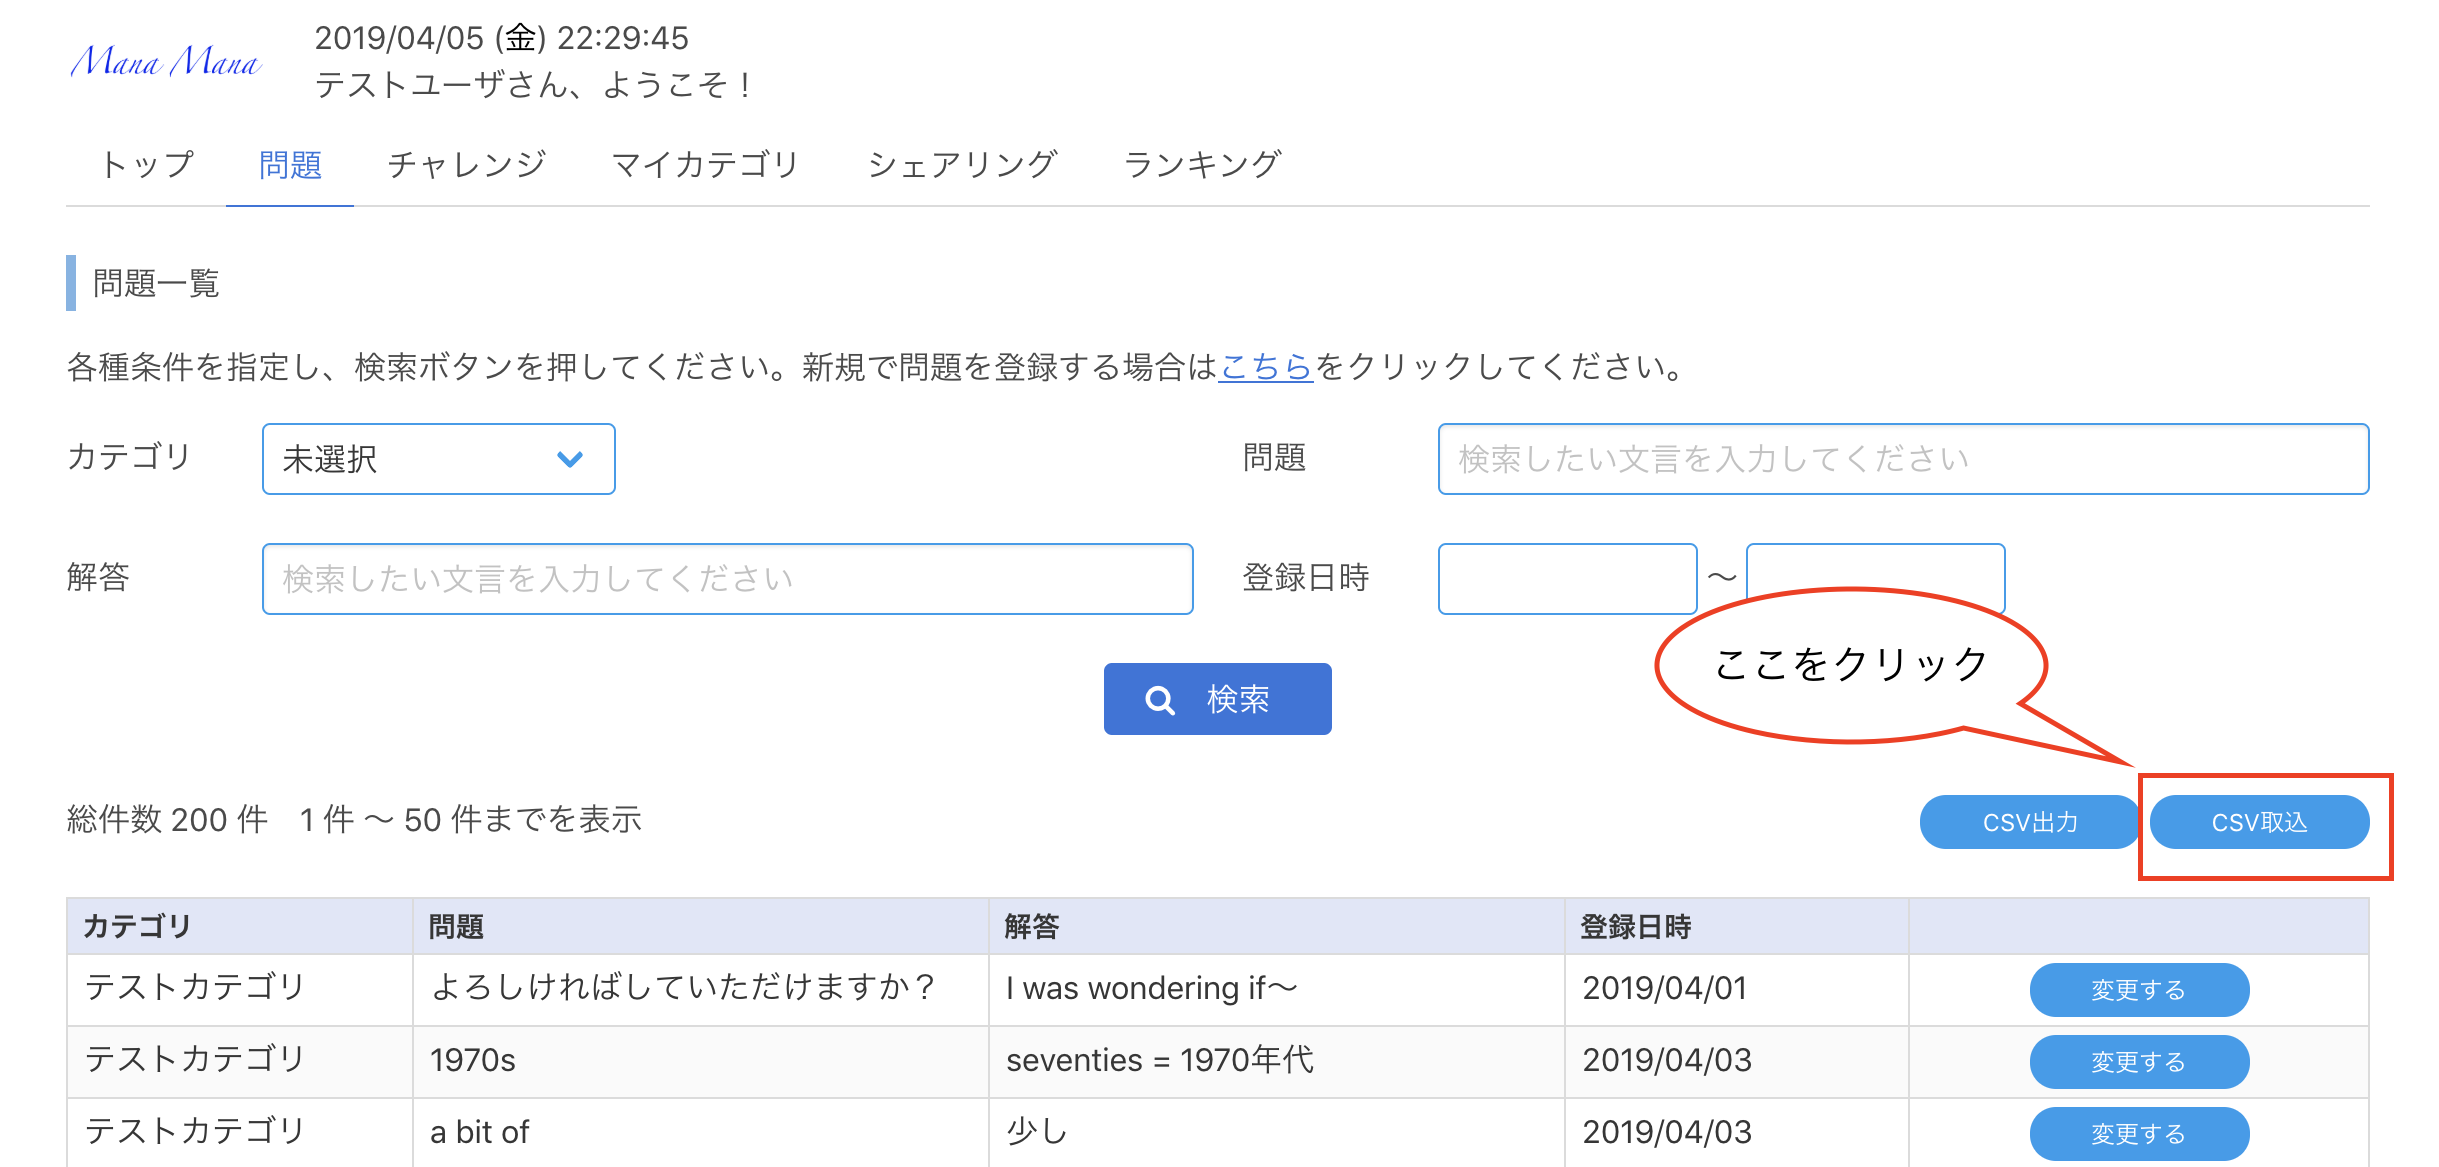 Mana Mana
2019/04/05 (金) 22:29:45
テストユーザさん、ようこそ！
トップ 問題 チャレンジ マイカテゴリ シェアリング ランキング
問題一覧
各種条件を指定し、検索ボタンを押してください。新規で問題を登録する場合はこちらをクリックしてください。
カテゴリ 未選択 問題 検索したい文言を入力してください
解答 検索したい文言を入力してください 登録日時 ～
ここをクリック
検索
総件数 200 件 1 件 ～ 50 件までを表示 CSV出力 CSV取込
カテゴリ 問題 解答 登録日時
テストカテゴリ よろしければしていただけますか？ I was wondering if～ 2019/04/01 変更する
テストカテゴリ 1970s seventies = 1970年代 2019/04/03 変更する
テストカテゴリ a bit of 少し 2019/04/03 変更する